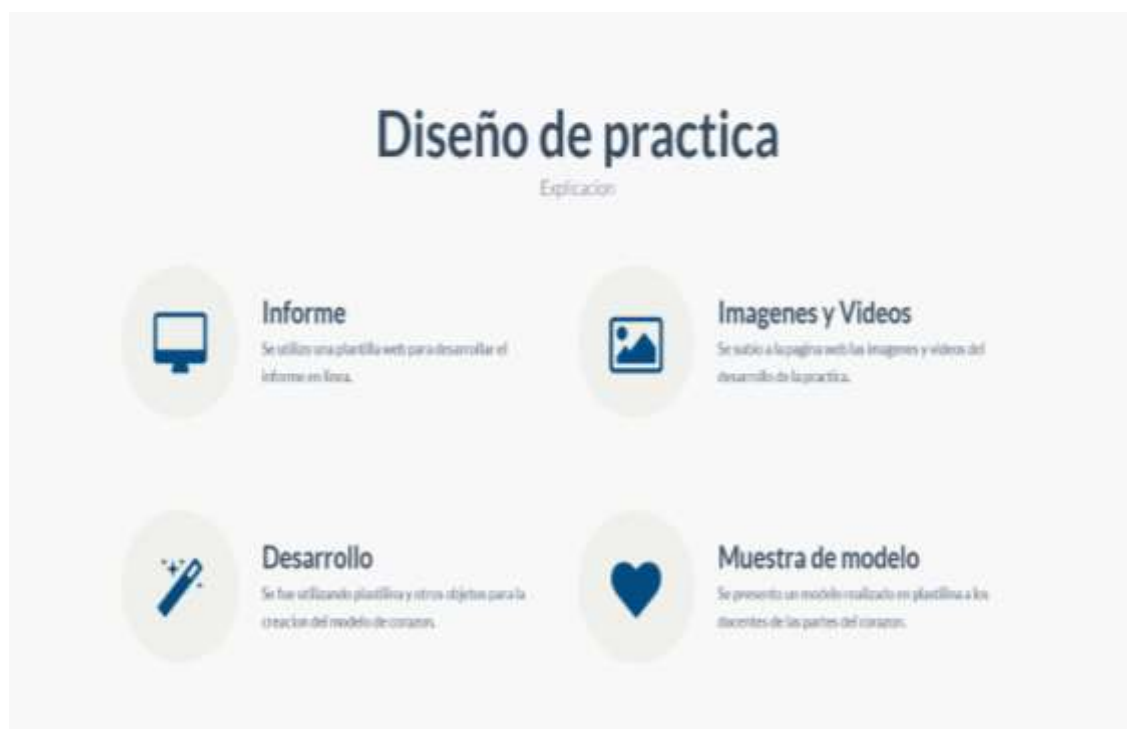 Diseño de practica
Explicacion
Informe
Se utilizo una plantilla web para desarrollar el
informe en linea.
Imagenes y Videos
Se subio a la pagina web las imagenes y videos del
desarrollo de la practica.
Desarrollo
Se fue utilizando plastilina y otros objetos para la
creacion del modelo de corazon.
Muestra de modelo
Se presento un modelo realizado en plastilina a los
docentes de las partes del corazon.